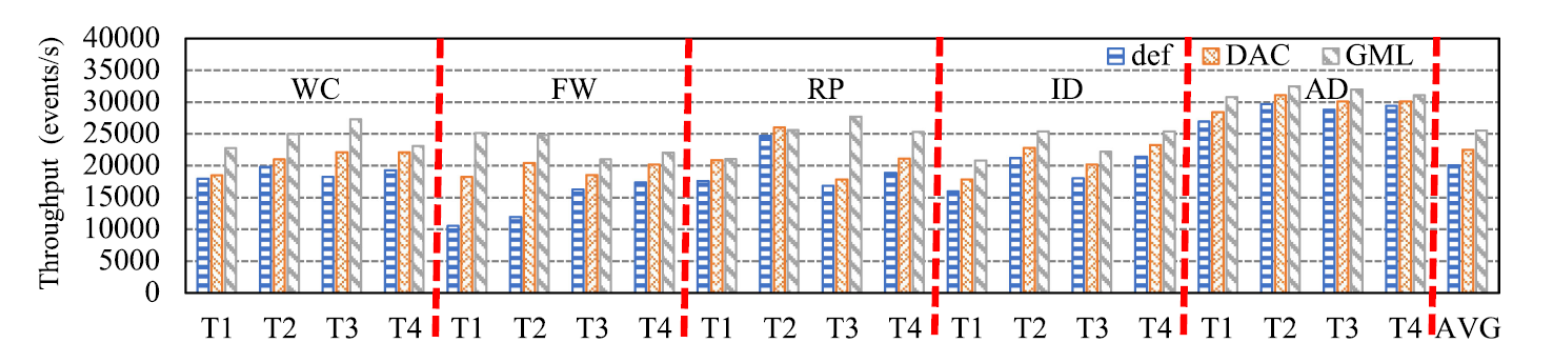 Throughput (events/s)
40000
35000
30000
25000
20000
15000
10000
5000
0
def DAC GML
WC FW RP ID AD
T1 T2 T3 T4 T1 T2 T3 T4 T1 T2 T3 T4 T1 T2 T3 T4 T1 T2 T3 T4 AVG